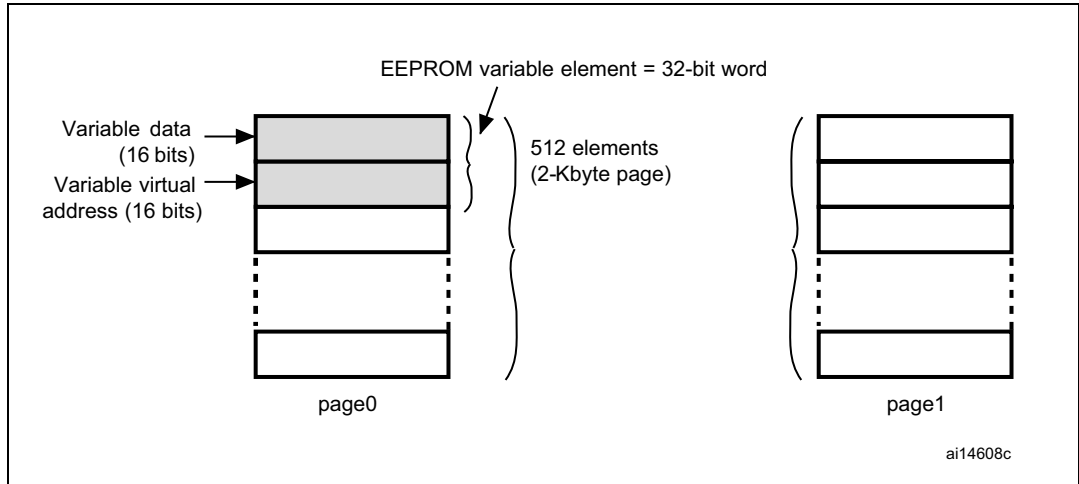 EEPROM variable element = 32-bit word
Variable data
(16 bits)
Variable virtual
address (16 bits)
512 elements
(2-Kbyte page)
page0
page1
ai14608c